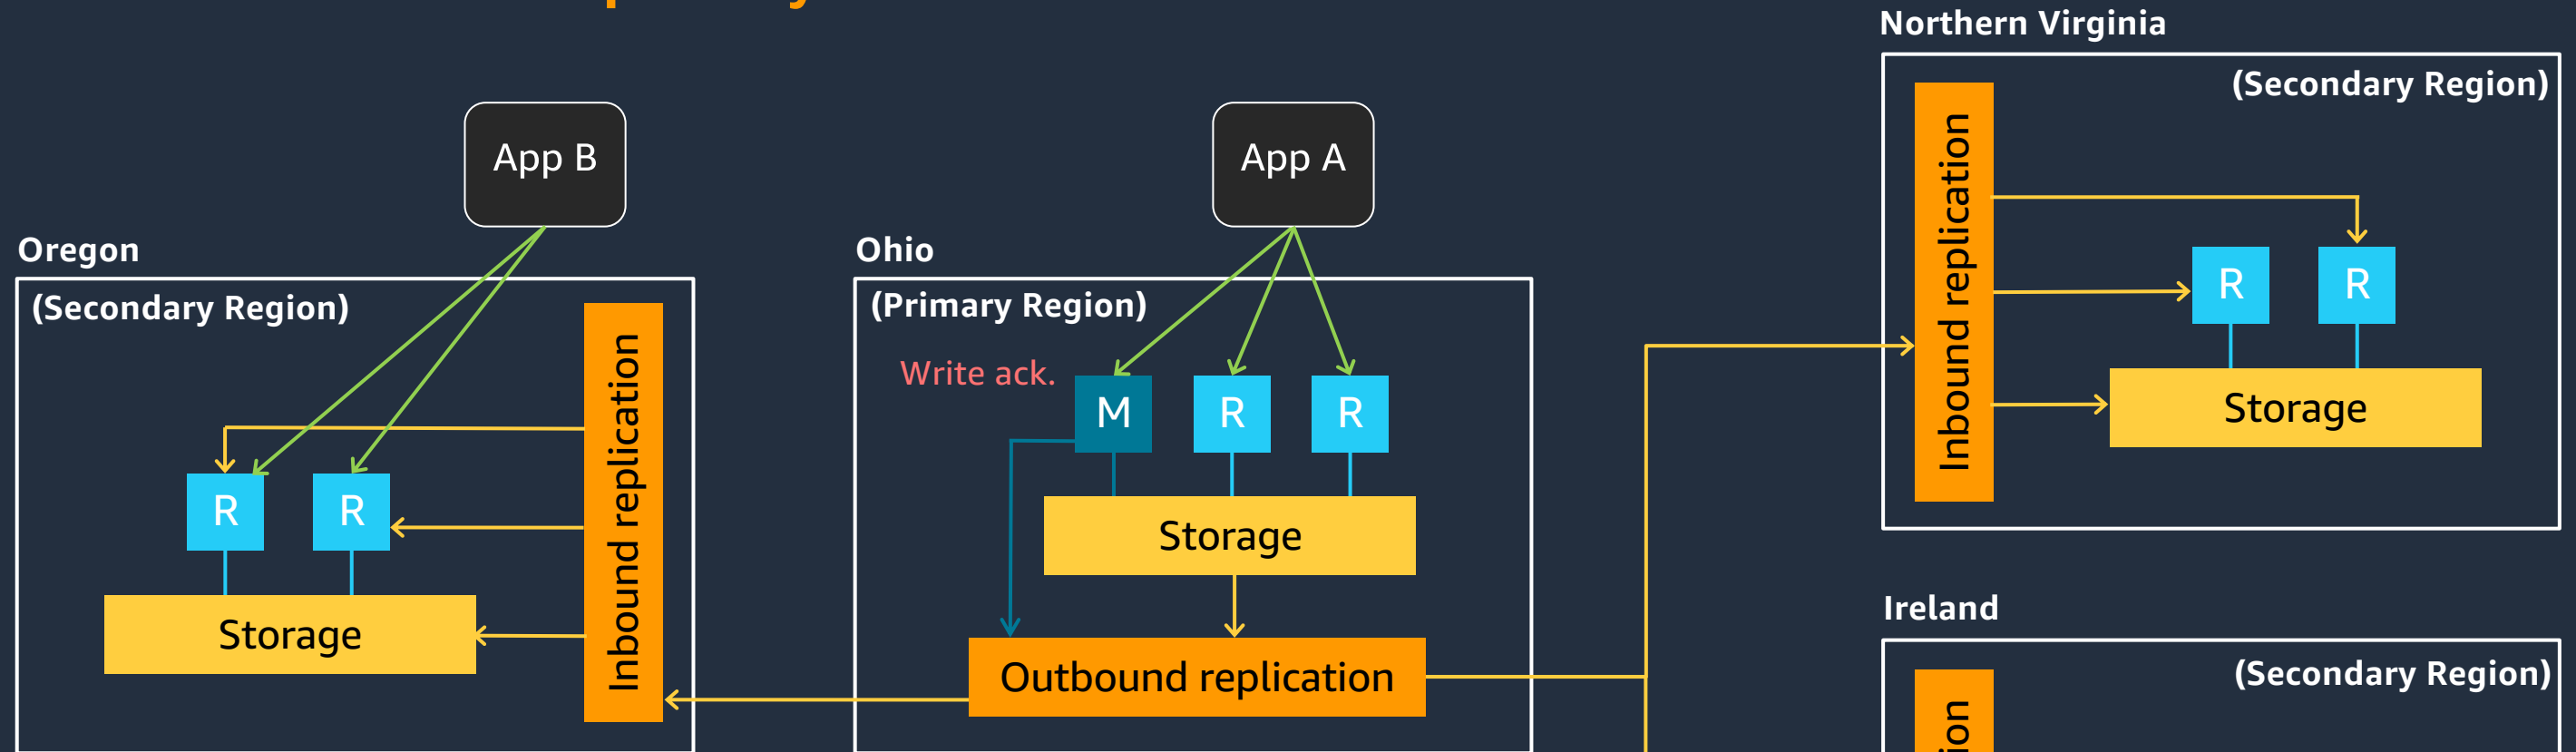 Northern Virginia
(Secondary Region)
Inbound replication
R
R
Storage
App B
App A
Oregon
(Secondary Region)
Inbound replication
R
R
Storage
Ohio
(Primary Region)
Write ack.
M
R
R
Storage
Outbound replication
Ireland
(Secondary Region)